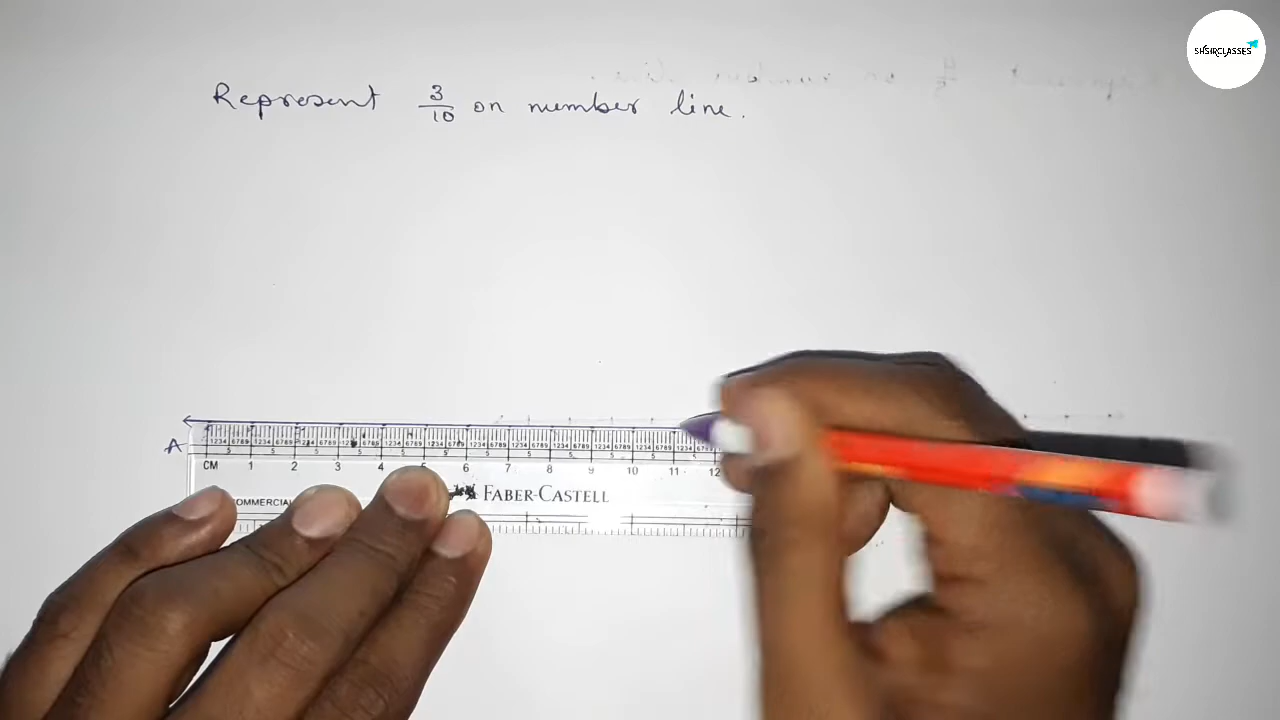 SHSIRCLASSES
Represent 3/10 on number line.
A
CM 1 2 3 4 5 6 7 8 9 10 11 12
COMMERCIAL
FABER-CASTELL